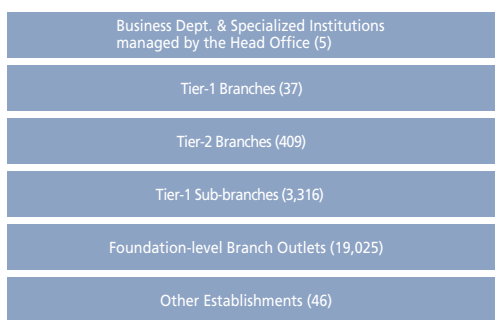 Business Dept. & Specialized Institutions
managed by the Head Office (5)
Tier-1 Branches (37)
Tier-2 Branches (409)
Tier-1 Sub-branches (3,316)
Foundation-level Branch Outlets (19,025)
Other Establishments (46)